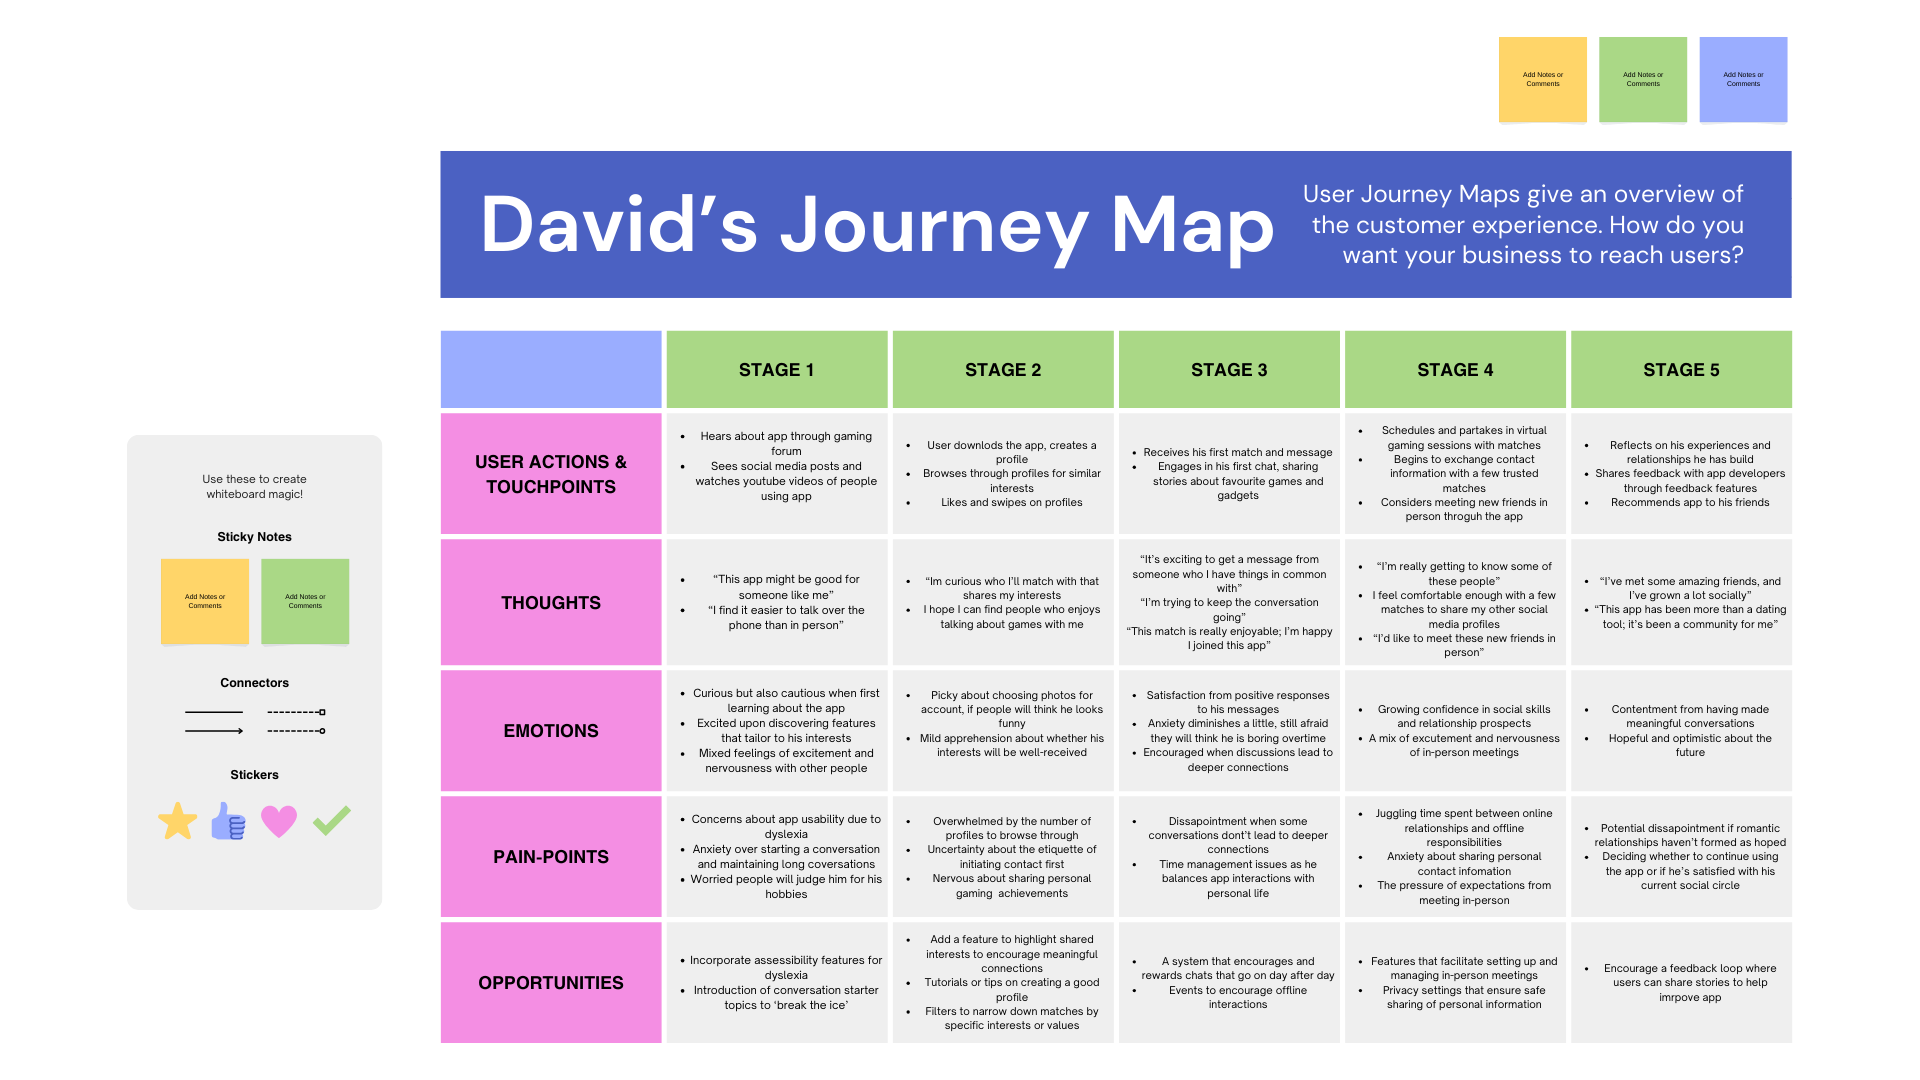 Add Notes or
Comments
Add Notes or
Comments
Add Notes or
Comments
David’s Journey Map
User Journey Maps give an overview of
the customer experience. How do you
want your business to reach users?
Use these to create
whiteboard magic!
Sticky Notes
Add Notes or
Comments
Add Notes or
Comments
Connectors
Stickers
STAGE 1
STAGE 2
STAGE 3
STAGE 4
STAGE 5
USER ACTIONS &
TOUCHPOINTS
• Hears about app through gaming
forum
• Sees social media posts and
watches youtube videos of people
using app
• User downlods the app, creates a
profile
• Browses through profiles for similar
interests
• Likes and swipes on profiles
• Receives his first match and message
• Engages in his first chat, sharing
stories about favourite games and
gadgets
• Schedules and partakes in virtual
gaming sessions with matches
• Begins to exchange contact
information with a few trusted
matches
• Considers meeting new friends in
person throguh the app
• Reflects on his experiences and
relationships he has build
• Shares feedback with app developers
through feedback features
• Recommends app to his friends
THOUGHTS
• “This app might be good for
someone like me”
• “I find it easier to talk over the
phone than in person”
• “Im curious who I’ll match with that
shares my interests
• I hope I can find people who enjoys
talking about games with me
“It’s exciting to get a message from
someone who I have things in common
with”
“I’m trying to keep the conversation
going”
“This match is really enjoyable; I’m happy
I joined this app”
• “I’m really getting to know some of
these people”
• I feel comfortable enough with a few
matches to share my other social
media profiles
• “I’d like to meet these new friends in
person”
• “I’ve met some amazing friends, and
I’ve grown a lot socially”
• “This app has been more than a dating
tool; it’s been a community for me”
EMOTIONS
• Curious but also cautious when first
learning about the app
• Excited upon discovering features
that tailor to his interests
• Mixed feelings of excitement and
nervousness with other people
• Picky about choosing photos for
account, if people will think he looks
funny
• Mild apprehension about whether his
interests will be well-received
• Satisfaction from positive responses
to his messages
• Anxiety diminishes a little, still afraid
they will think he is boring overtime
• Encouraged when discussions lead to
deeper connections
• Growing confidence in social skills
and relationship prospects
• A mix of excutement and nervousness
of in-person meetings
• Contentment from having made
meaningful conversations
• Hopeful and optimistic about the
future
PAIN-POINTS
• Concerns about app usability due to
dyslexia
• Anxiety over starting a conversation
and maintaining long coversations
• Worried people will judge him for his
hobbies
• Overwhelmed by the number of
profiles to browse through
• Uncertainty about the etiquette of
initiating contact first
• Nervous about sharing personal
gaming achievements
• Dissapointment when some
conversations dont’t lead to deeper
connections
• Time management issues as he
balances app interactions with
personal life
• Juggling time spent between online
relationships and offline
responsibilities
• Anxiety about sharing personal
contact infomation
• The pressure of expectations from
meeting in-person
• Potential dissapointment if romantic
relationships haven’t formed as hoped
• Deciding whether to continue using
the app or if he’s satisfied with his
current social circle
OPPORTUNITIES
• Incorporate assessibility features for
dyslexia
• Introduction of conversation starter
topics to ‘break the ice’
• Add a feature to highlight shared
interests to encourage meaningful
connections
• Tutorials or tips on creating a good
profile
• Filters to narrow down matches by
specific interests or values
• A system that encourages and
rewards chats that go on day after day
• Events to encourage offline
interactions
• Features that facilitate setting up and
managing in-person meetings
• Privacy settings that ensure safe
sharing of personal information
• Encourage a feedback loop where
users can share stories to help
imrpove app